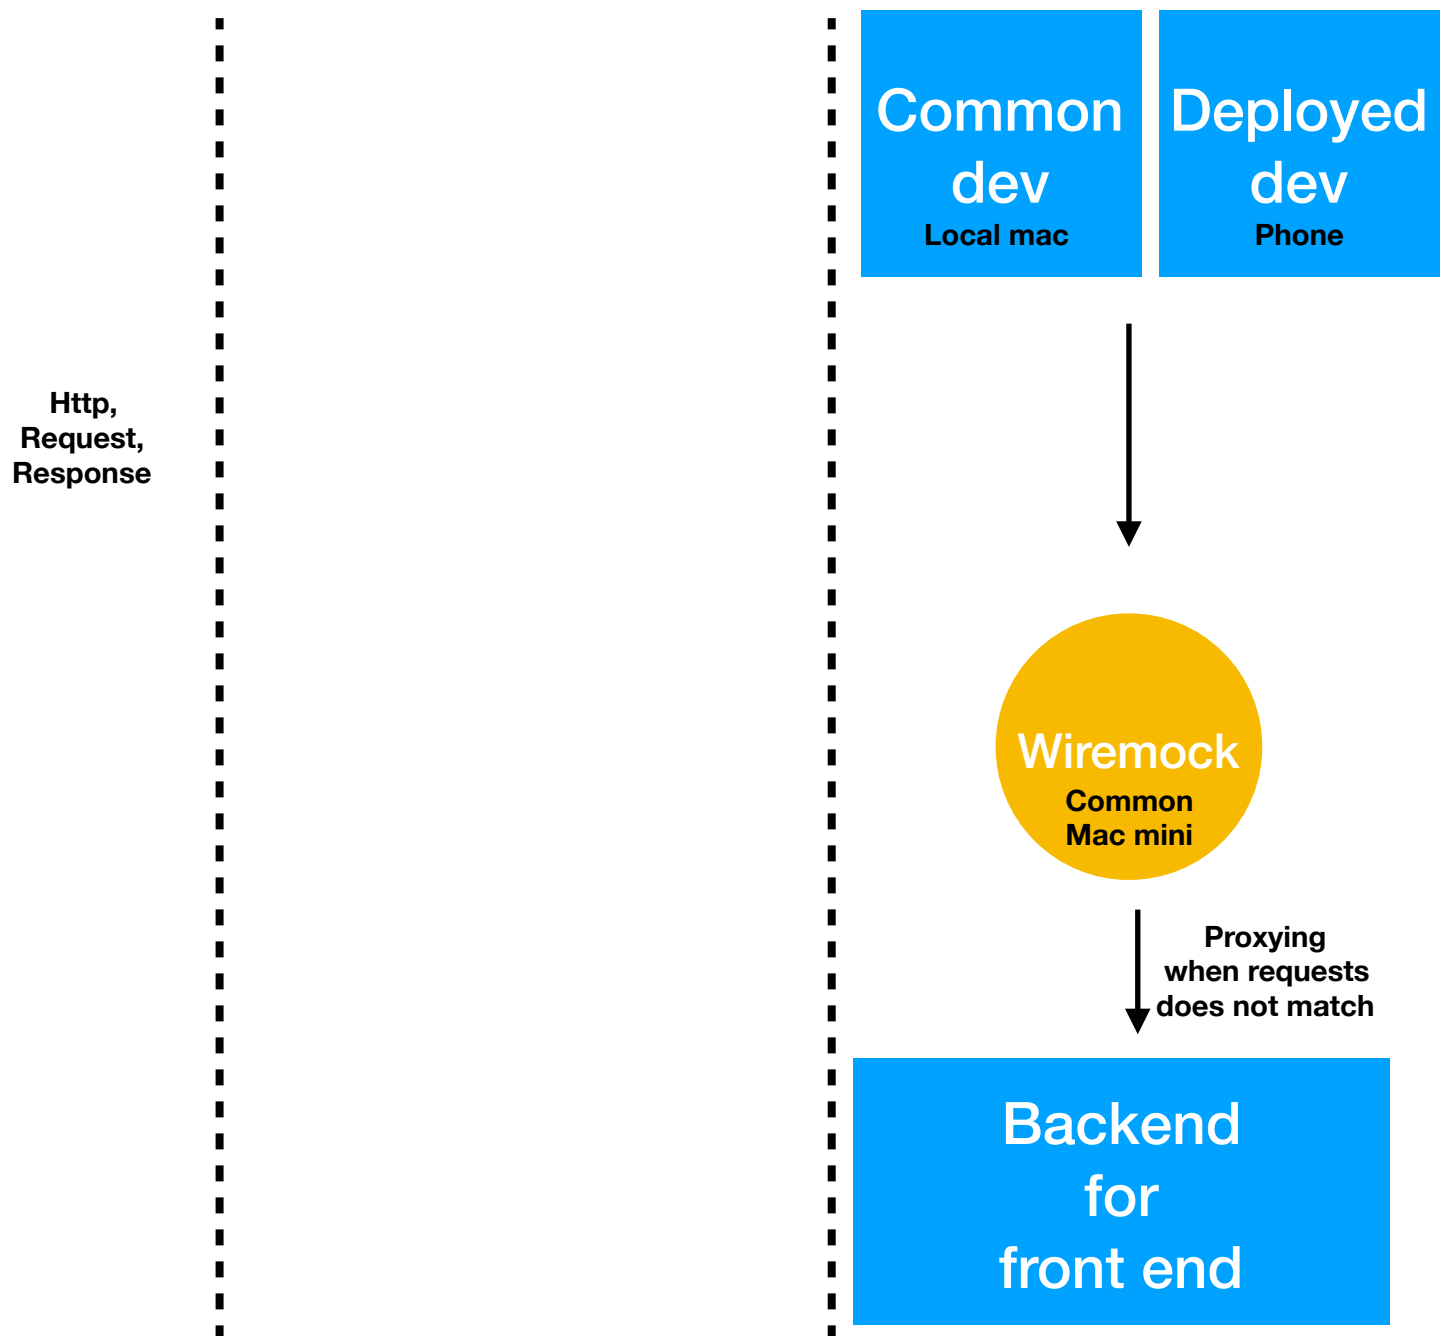 Http,
Request,
Response
Common
dev
Local mac
Deployed
dev
Phone
Wiremock
Common
Mac mini
Proxying
when requests
does not match
Backend
for
front end